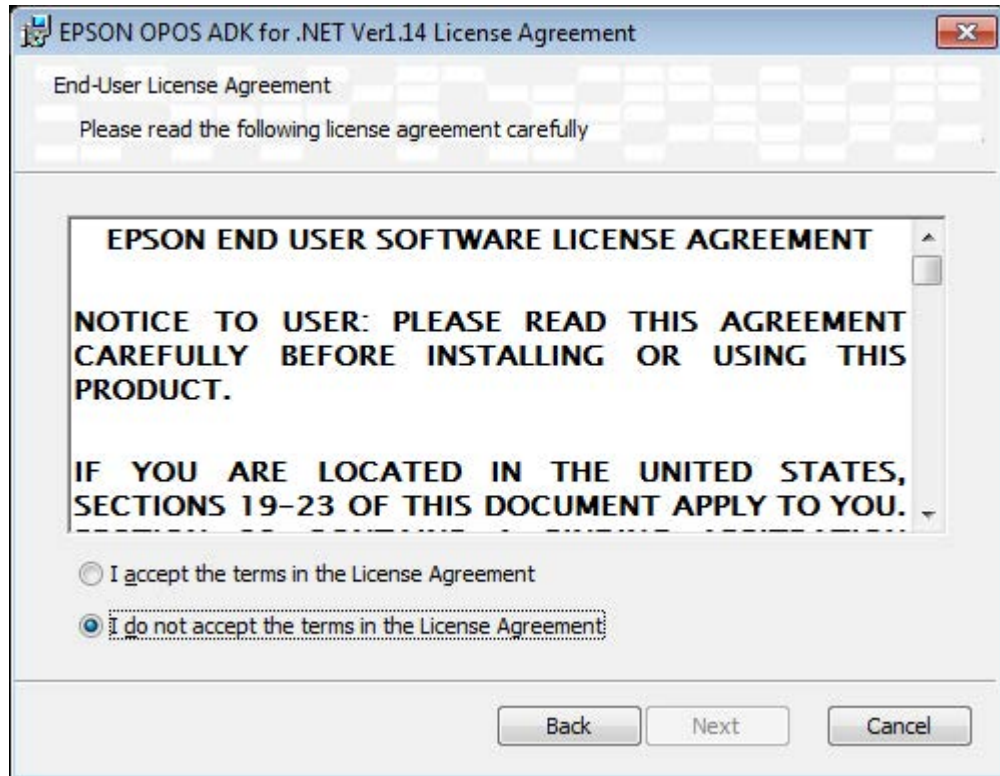 EPSON OPOS ADK for .NET Ver1.14 License Agreement
End-User License Agreement
Please read the following license agreement carefully
EPSON END USER SOFTWARE LICENSE AGREEMENT
NOTICE TO USER: PLEASE READ THIS AGREEMENT
CAREFULLY BEFORE INSTALLING OR USING THIS
PRODUCT.
IF YOU ARE LOCATED IN THE UNITED STATES,
SECTIONS 19-23 OF THIS DOCUMENT APPLY TO YOU.
I accept the terms in the License Agreement
I do not accept the terms in the License Agreement
Back Next Cancel